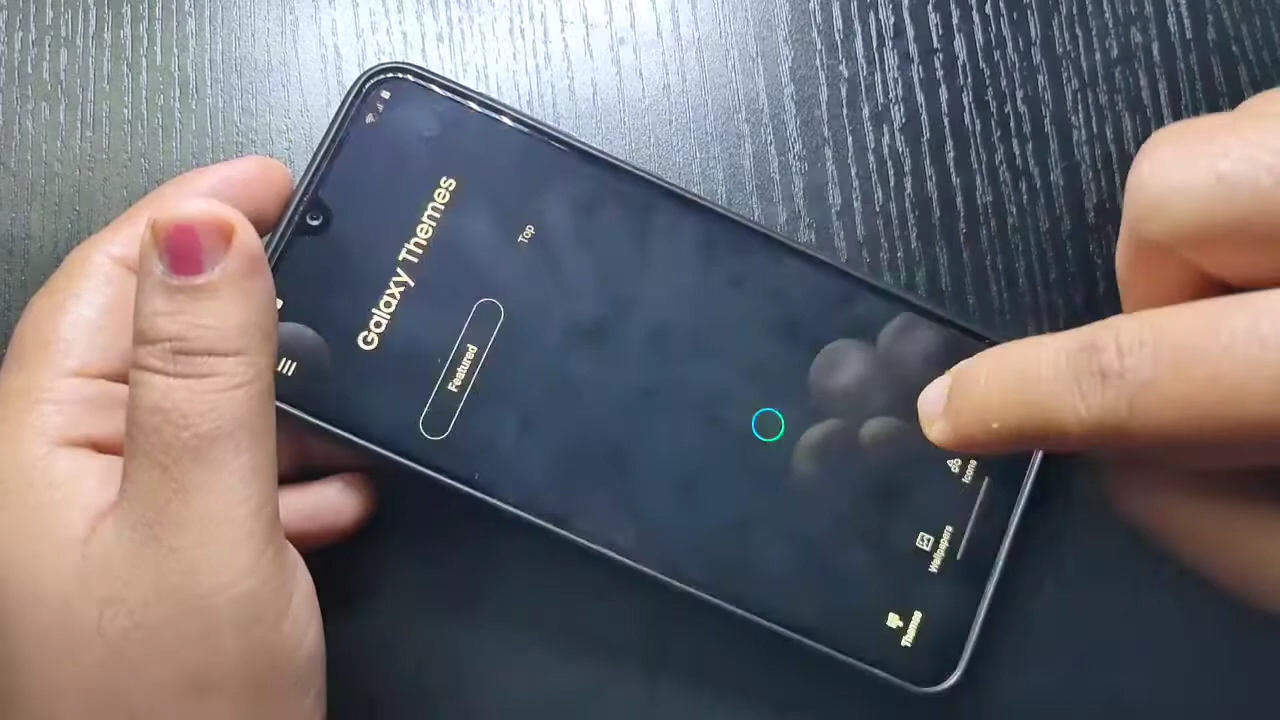 Galaxy Themes
Featured
Top
Themes
Wallpapers
Icons